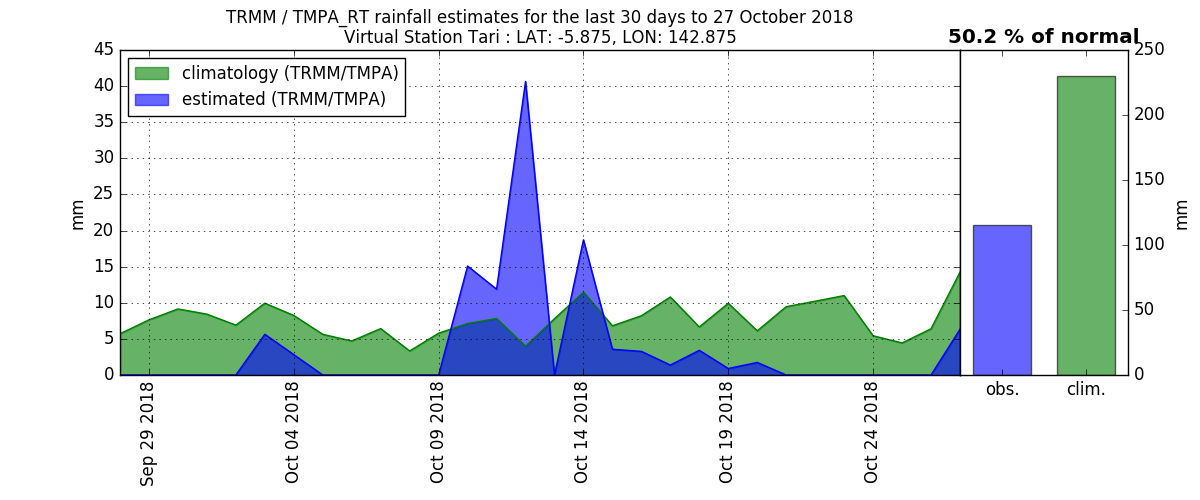 TRMM / TMPA_RT rainfall estimates for the last 30 days to 27 October 2018
Virtual Station Tari : LAT: -5.875, LON: 142.875
50.2 % of normal
climatology (TRMM/TMPA)
estimated (TRMM/TMPA)
mm
45
40
35
30
25
20
15
10
5
0
Sep 29 2018
Oct 04 2018
Oct 09 2018
Oct 14 2018
Oct 19 2018
Oct 24 2018
250
200
150
100
50
0
mm
obs.
clim.